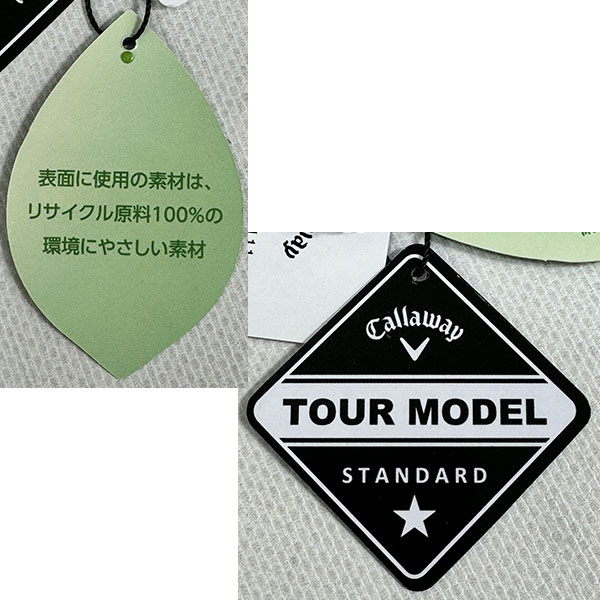 表面に使用の素材は、
リサイクル原料100%の
環境にやさしい素材
Callaway
TOUR MODEL
STANDARD